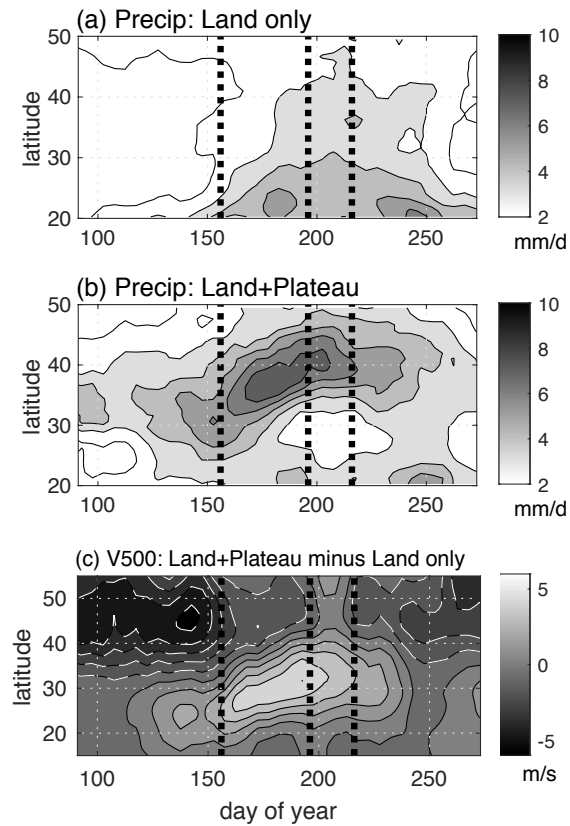 (a) Precip: Land only
50
40
30
20
latitude
100 150 200 250
10
8
6
4
2
mm/d
(b) Precip: Land+Plateau
50
40
30
20
latitude
100 150 200 250
10
8
6
4
2
mm/d
(c) V500: Land+Plateau minus Land only
50
40
30
20
latitude
100 150 200 250
day of year
5
0
-5
m/s